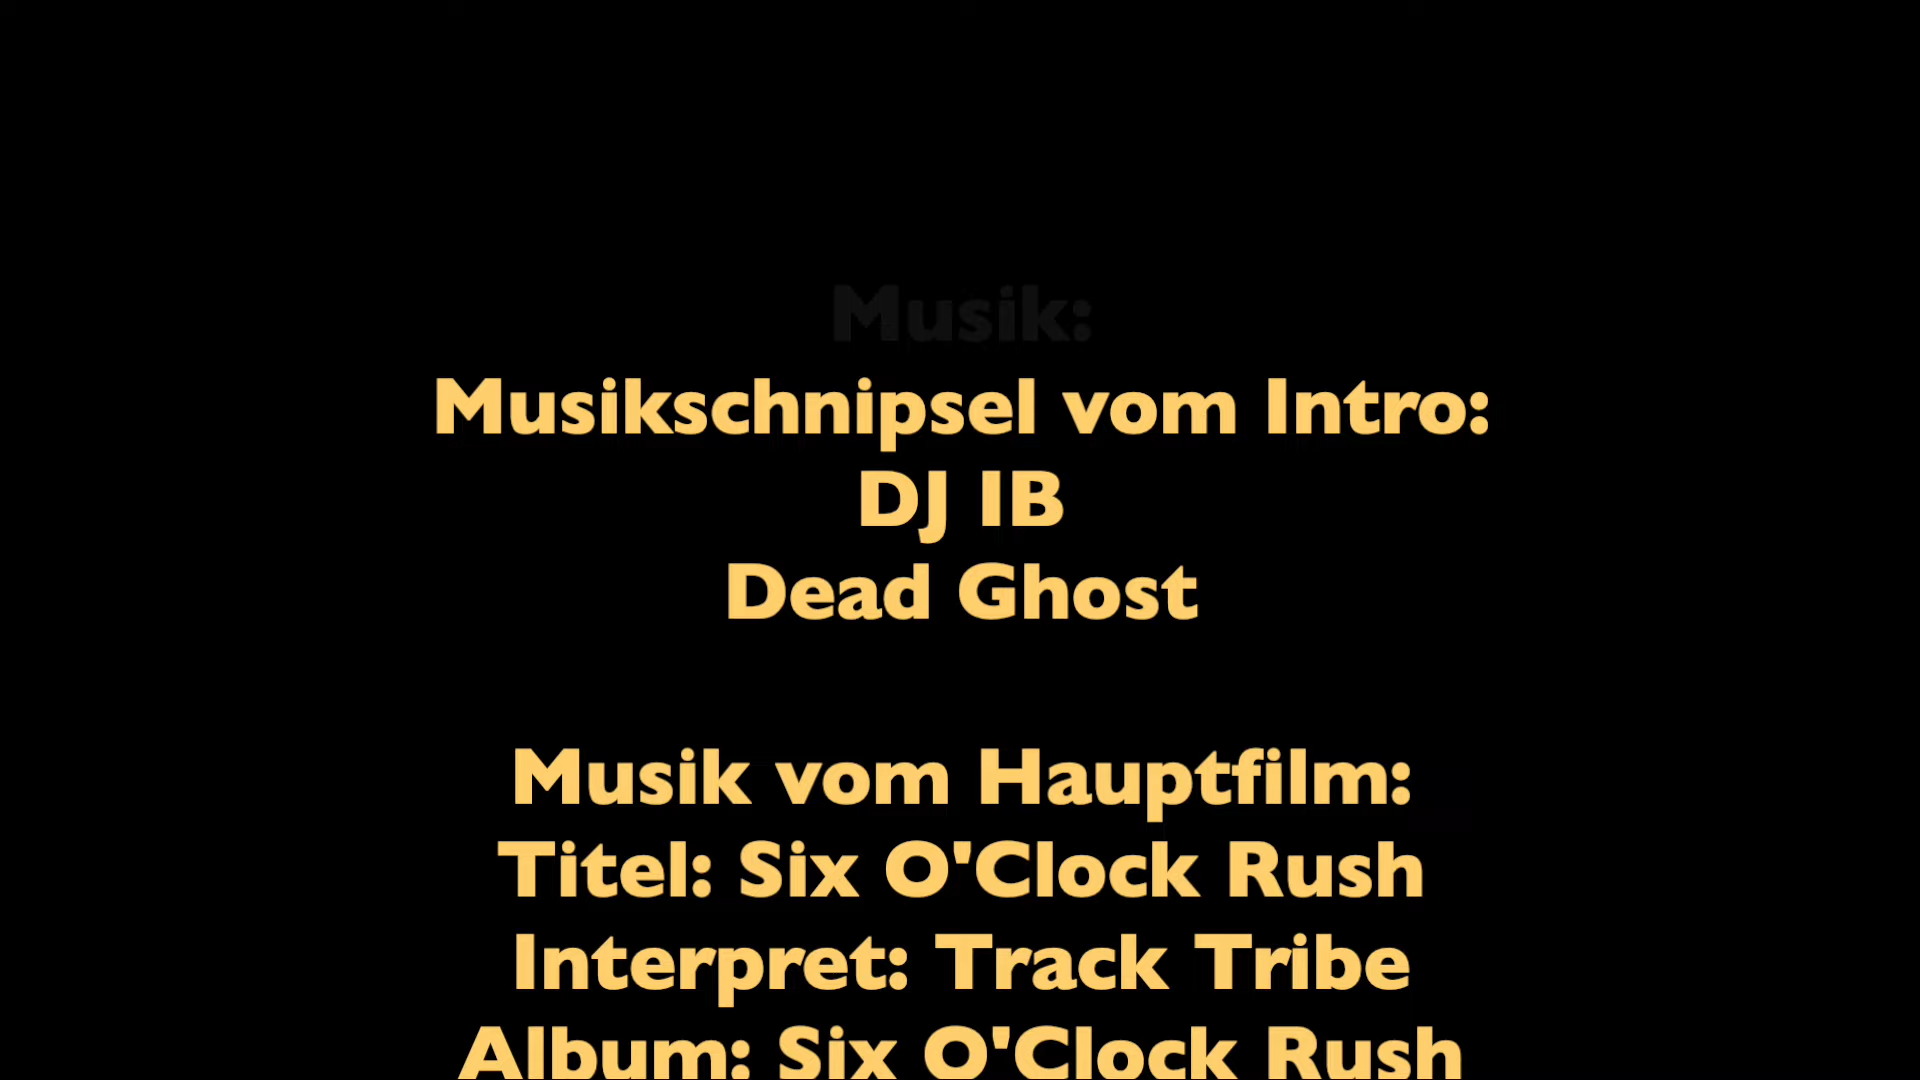 Musik:
Musikschnipsel vom Intro:
DJ IB
Dead Ghost
Musik vom Hauptfilm:
Titel: Six O'Clock Rush
Interpret: Track Tribe
Album: Six O'Clock Rush